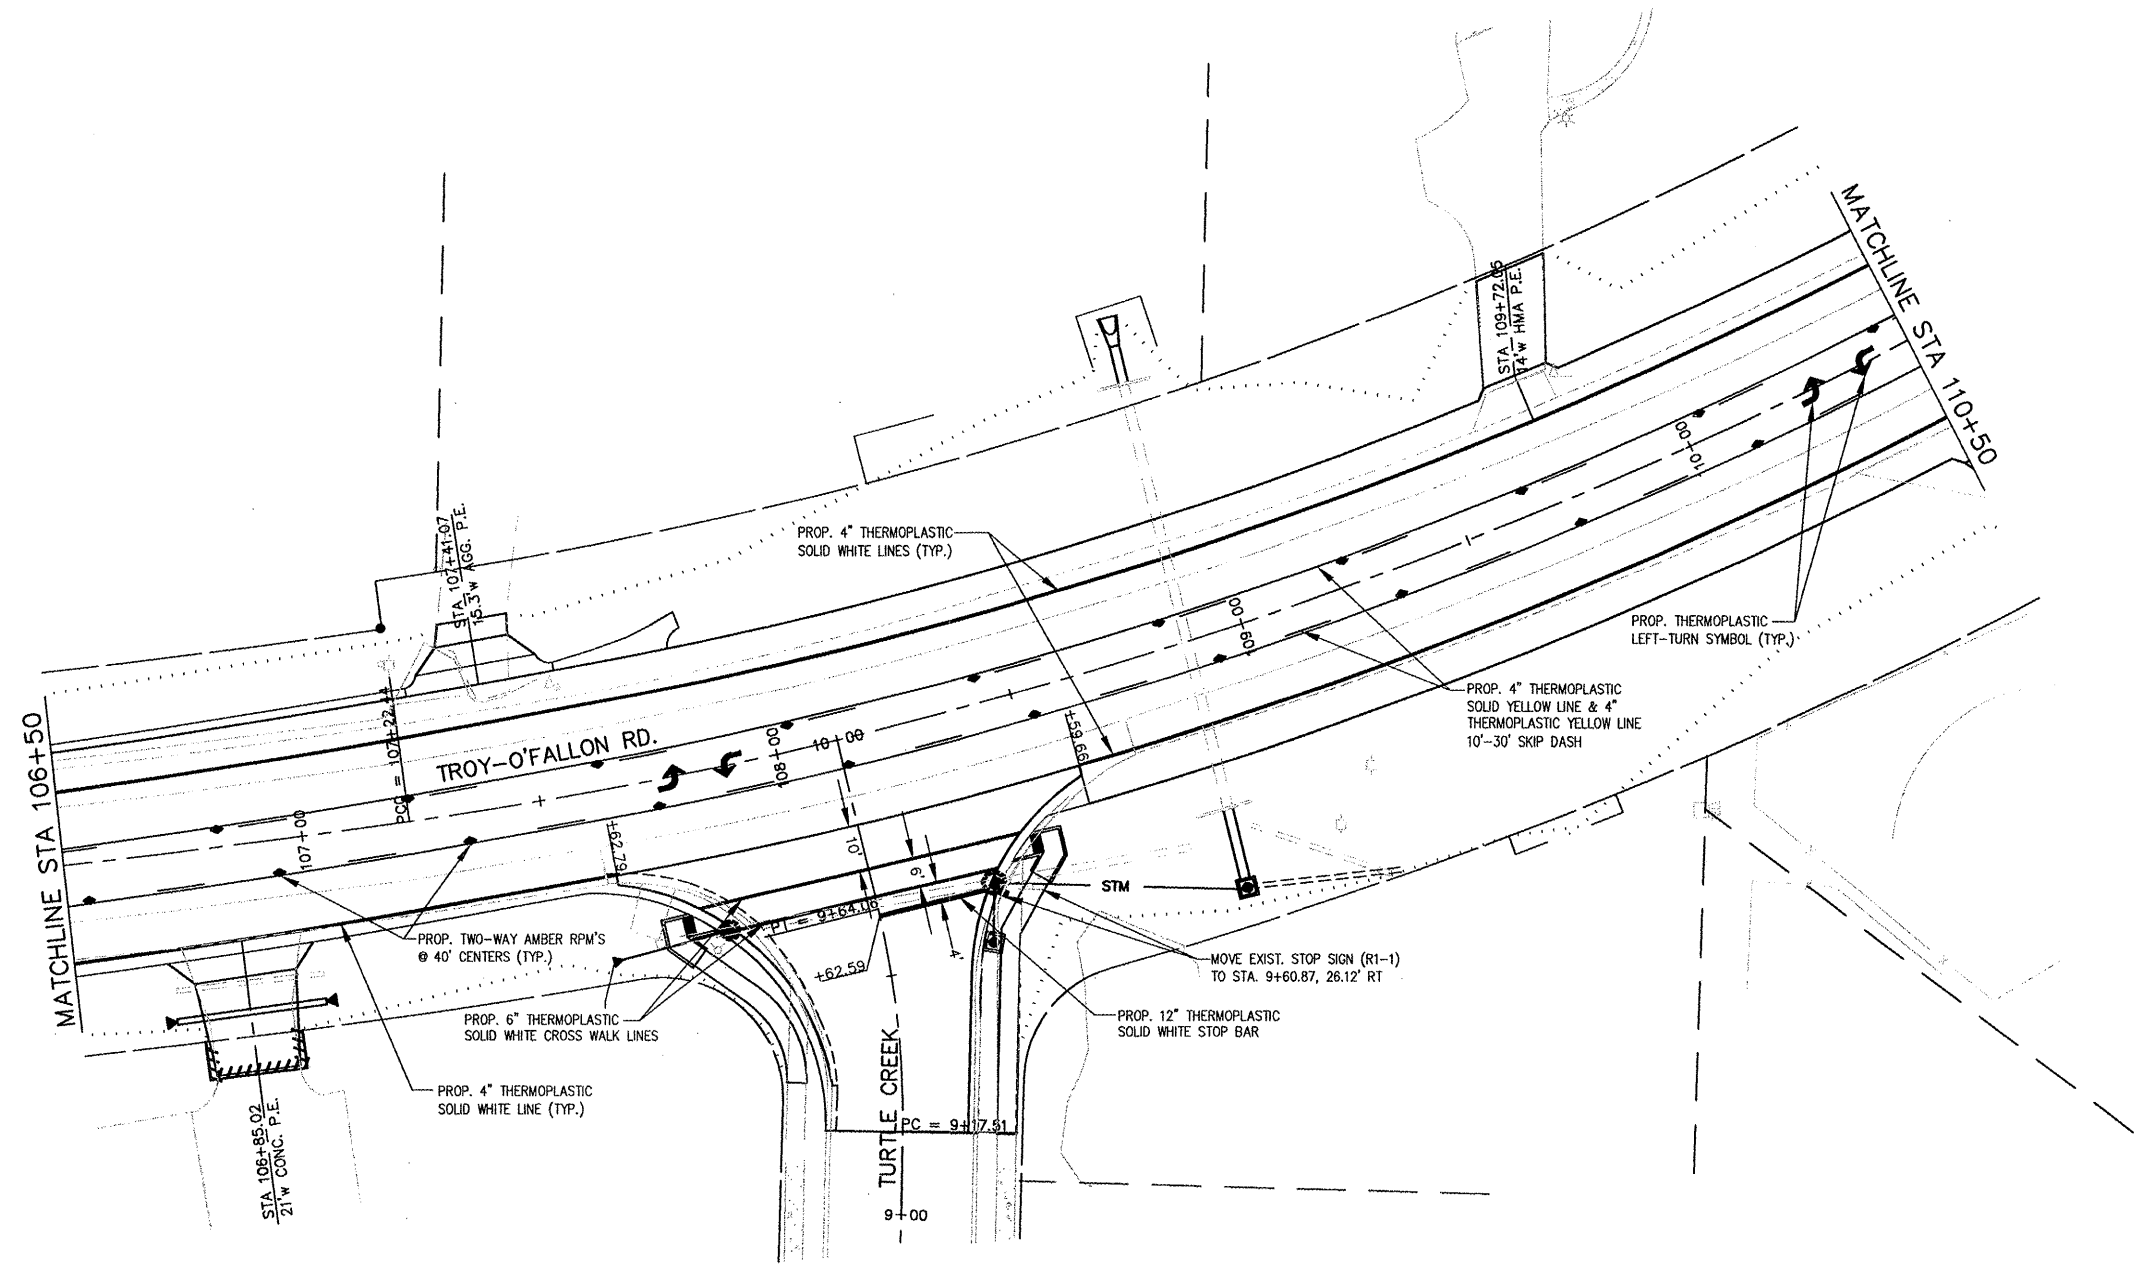 MATCHLINE STA 106+50
MATCHLINE STA 110+50
STA 109+72.05
14'W HMA P.E.
STA 107+41.07
15.3'W AGG. P.E.
PROP. 4" THERMOPLASTIC
SOLID WHITE LINES (TYP.)
PROP. THERMOPLASTIC
LEFT-TURN SYMBOL (TYP.)
PROP. 4" THERMOPLASTIC
SOLID YELLOW LINE & 4"
THERMOPLASTIC YELLOW LINE
10'-30' SKIP DASH
TROY-O'FALLON RD.
PCC = 107+22.44
107+00
108+00
109+00
110+00
10+00
+62.79
+59.66
10'
6'
4'
STM
PT = 9+64.06
+62.59
PROP. TWO-WAY AMBER RPM'S
@ 40' CENTERS (TYP.)
MOVE EXIST. STOP SIGN (R1-1)
TO STA. 9+60.87, 26.12' RT
PROP. 6" THERMOPLASTIC
SOLID WHITE CROSS WALK LINES
PROP. 12" THERMOPLASTIC
SOLID WHITE STOP BAR
PROP. 4" THERMOPLASTIC
SOLID WHITE LINE (TYP.)
STA 106+85.02
21'W CONC. P.E.
TURTLE CREEK
PC = 9+17.51
9+00